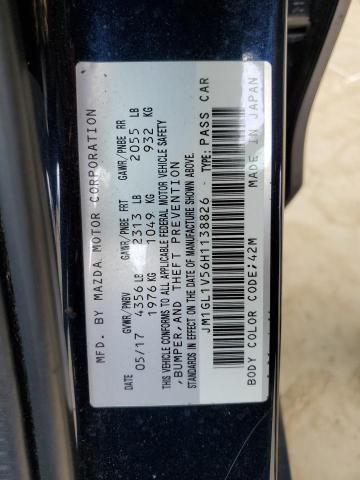 MFD. BY MAZDA MOTOR CORPORATION
DATE GVWR/PNBV GAWR/PNBE FRT GAWR/PNBE RR
05/17 4356 LB 2313 LB 2055 LB
1976 KG 1049 KG 932 KG
THIS VEHICLE CONFORMS TO ALL APPLICABLE FEDERAL MOTOR VEHICLE SAFETY
,BUMPER,AND THEFT PREVENTION
STANDARDS IN EFFECT ON THE DATE OF MANUFACTURE SHOWN ABOVE.
JM1GL1V56H1138826 TYPE: PASS CAR
BODY COLOR CODE:42M MADE IN JAPAN